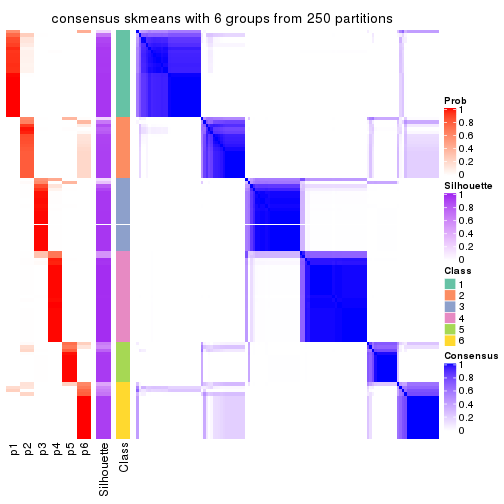 consensus skmeans with 6 groups from 250 partitions
Prob
1
0.8
0.6
0.4
0.2
0
Silhouette
1
0.8
0.6
0.4
0.2
0
Class
1
2
3
4
5
6
Consensus
1
0.8
0.6
0.4
0.2
0
p1
p2
p3
p4
p5
p6
Silhouette
Class